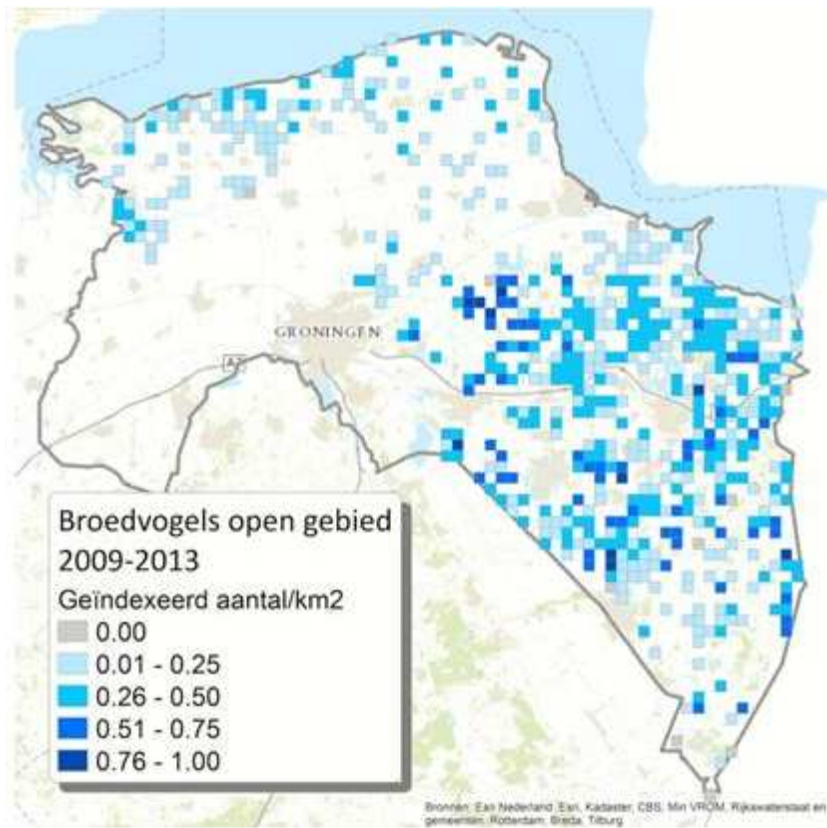 GRONINGEN
A7
Broedvogels open gebied
2009-2013
Geïndexeerd aantal/km2
0.00
0.01 - 0.25
0.26 - 0.50
0.51 - 0.75
0.76 - 1.00
Bronnen: Esri Nederland, Esri, Kadaster, CBS, Min VROM, Rijkswaterstaat en
gemeenten: Rotterdam, Breda, Tilburg